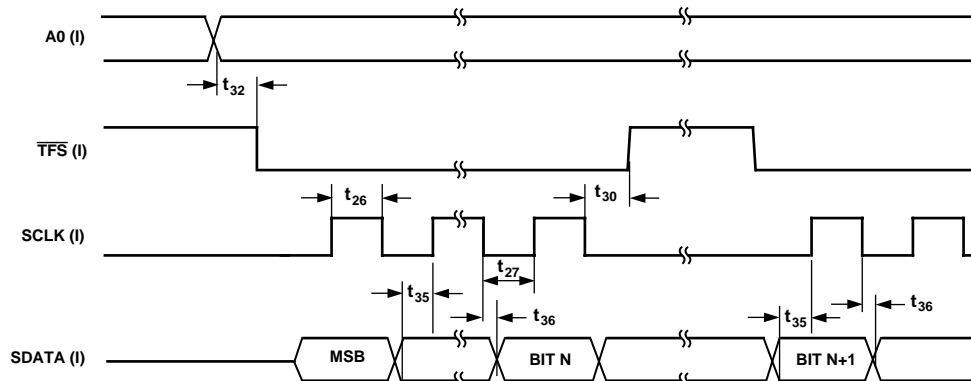 A0 (I)
t32
TFS (I)
t26
t30
SCLK (I)
t27
t35
t36
t35
t36
SDATA (I)
MSB
BIT N
BIT N+1